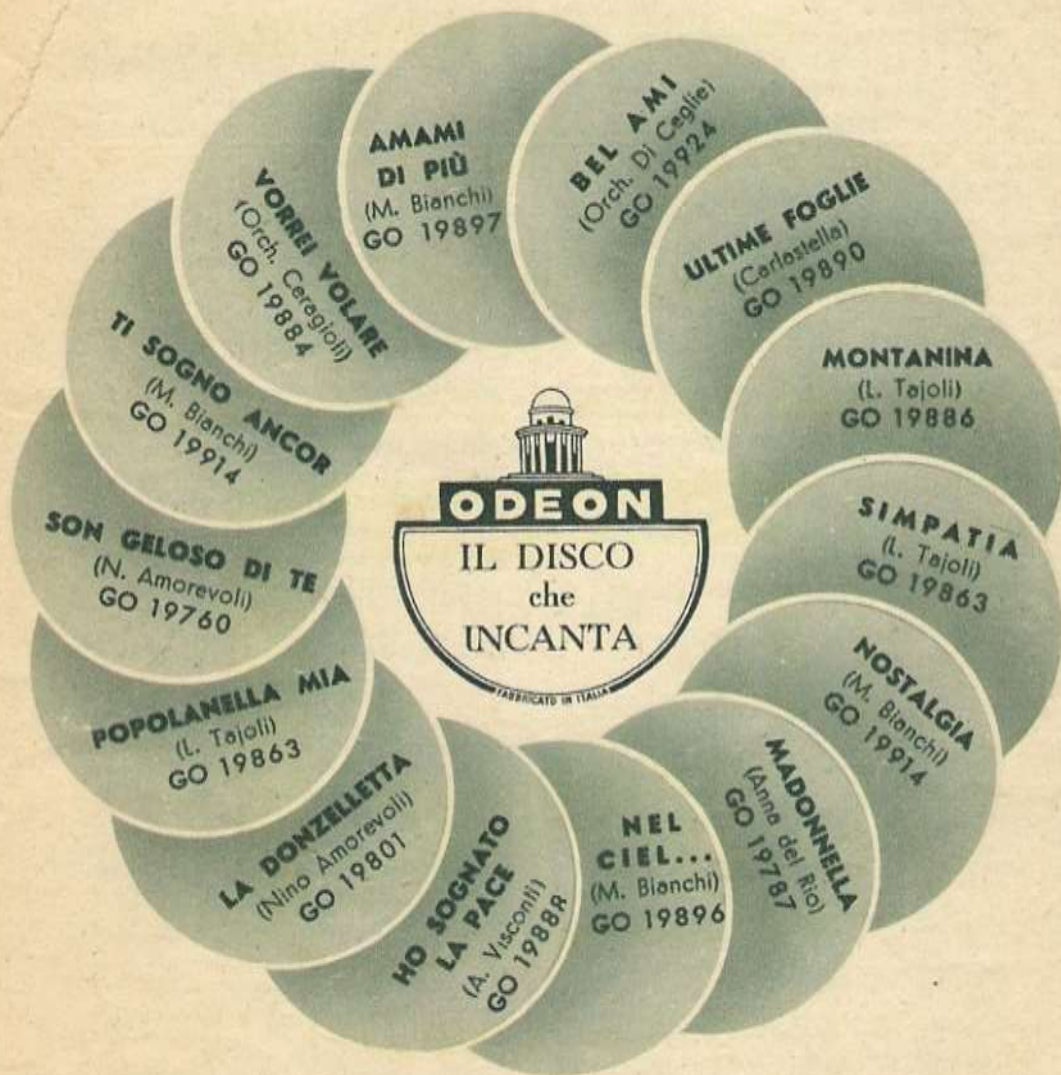 AMAMI
DI PIÙ
(M. Bianchi)
GO 19897
BEL AMI
(Orch. Di Ceglie)
GO 19924
ULTIME FOGLIE
(Carlastella)
GO 19890
MONTANINA
(L. Tajoli)
GO 19886
SIMPATIA
(L. Tajoli)
GO 19863
NOSTALGIA
(M. Bianchi)
GO 19914
MADONNELLA
(Anna del Rio)
GO 19787
NEL
CIEL...
(M. Bianchi)
GO 19896
HO SOGNATO
LA PACE
(A. Visconti)
GO 19888
LA DONZELLETTA
(Nino Amorevoli)
GO 19801
POPOLANELLA MIA
(L. Tajoli)
GO 19863
SON GELOSO DI TE
(N. Amorevoli)
GO 19760
TI SOGNO ANCOR
(M. Bianchi)
GO 19914
VORREI VOLARE
(Orch. Ceragioli)
GO 19884
ODEON
IL DISCO
che
INCANTA
FABBRICATO IN ITALIA